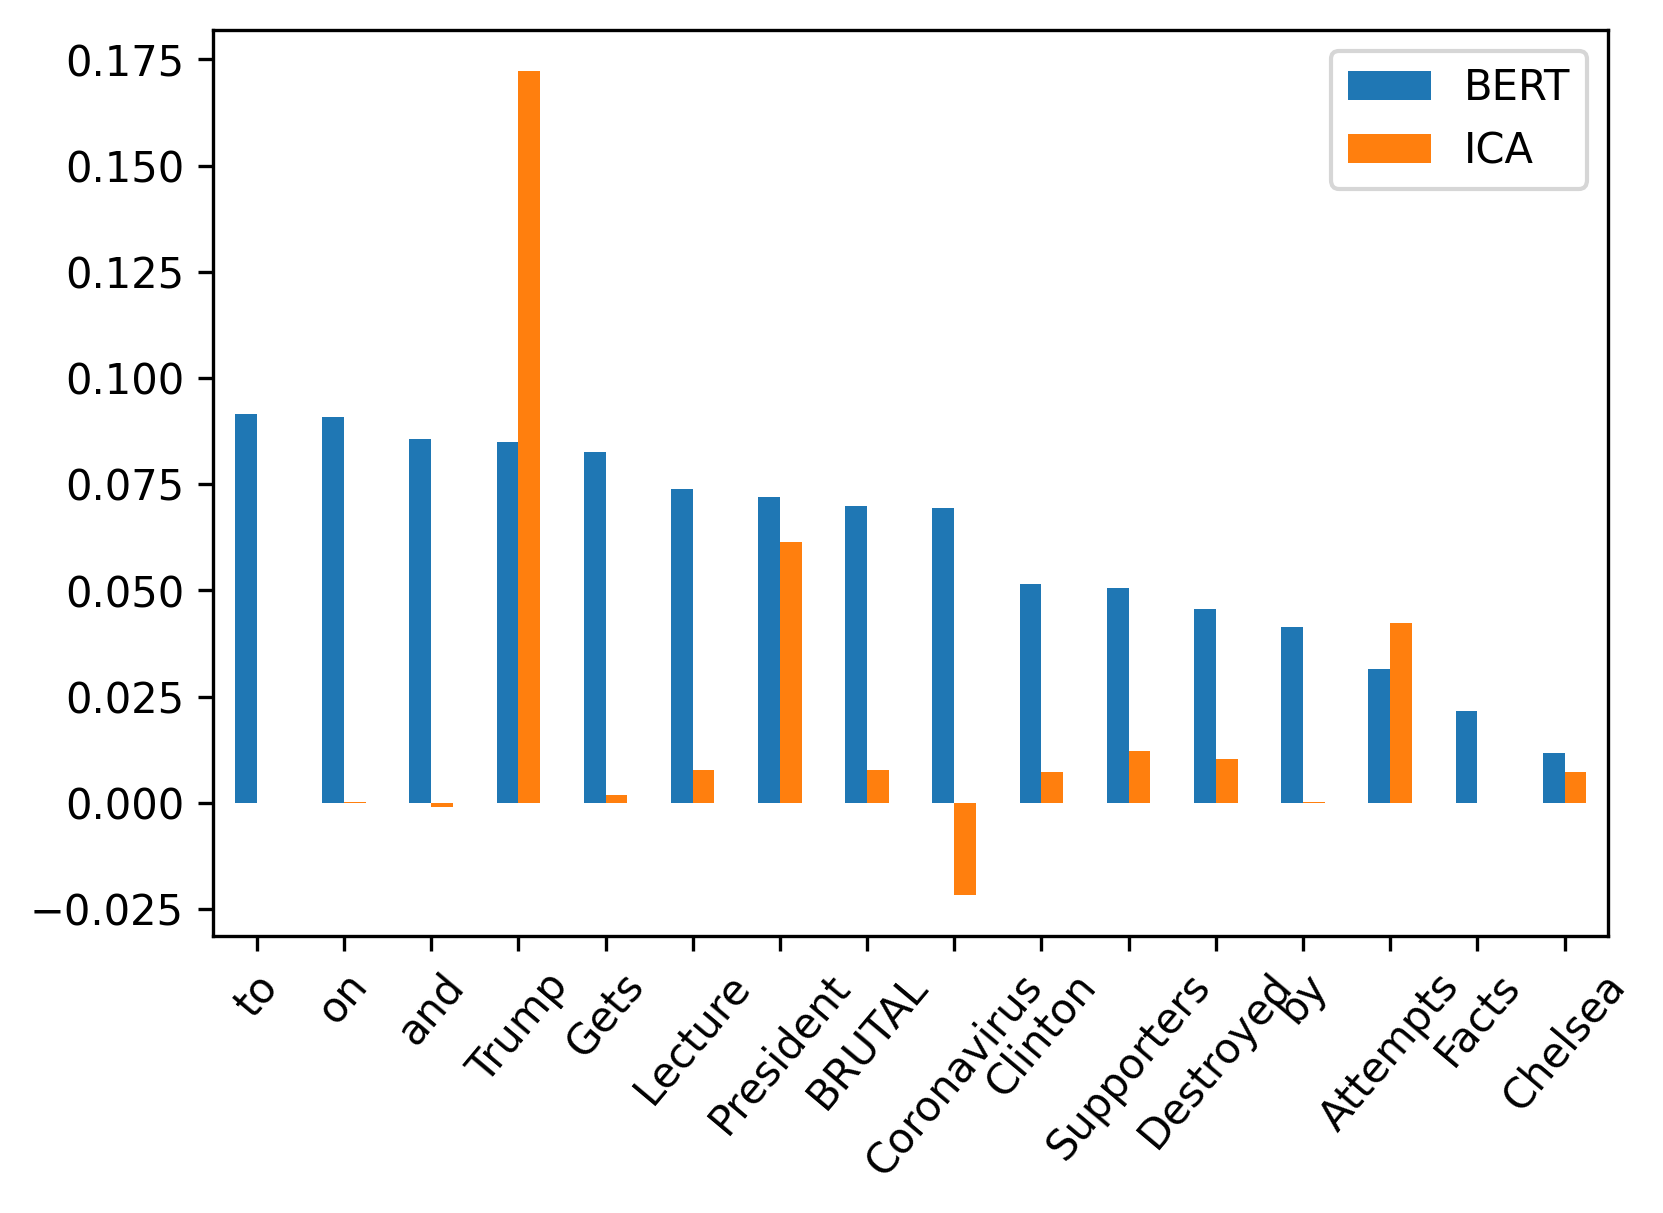 0.175
0.150
0.125
0.100
0.075
0.050
0.025
0.000
−0.025
BERT
ICA
to
on
and
Trump
Gets
Lecture
President
BRUTAL
Coronavirus
Clinton
Supporters
Destroyed
by
Attempts
Facts
Chelsea